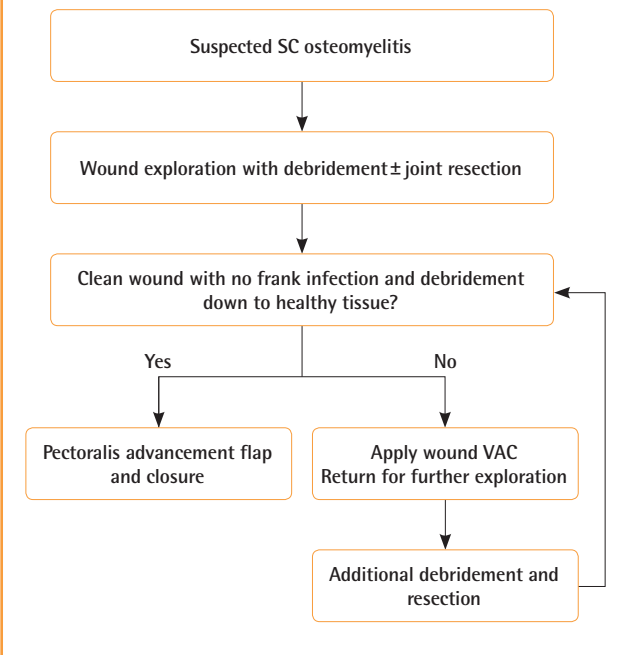 Suspected SC osteomyelitis
Wound exploration with debridement ± joint resection
Clean wound with no frank infection and debridement
down to healthy tissue?
Yes
No
Pectoralis advancement flap
and closure
Apply wound VAC
Return for further exploration
Additional debridement and
resection